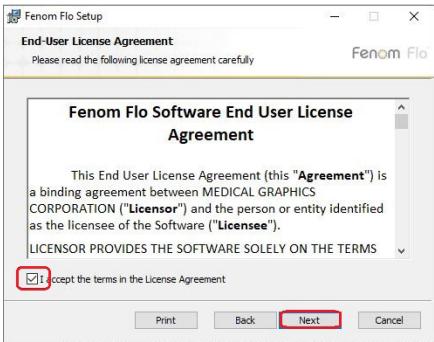 Fenom Flo Setup
End-User License Agreement
Please read the following license agreement carefully
Fenom Flo
Fenom Flo Software End User License
Agreement
This End User License Agreement (this "Agreement") is
a binding agreement between MEDICAL GRAPHICS
CORPORATION ("Licensor") and the person or entity identified
as the licensee of the Software ("Licensee").
LICENSOR PROVIDES THE SOFTWARE SOLELY ON THE TERMS
I accept the terms in the License Agreement
Print Back Next Cancel